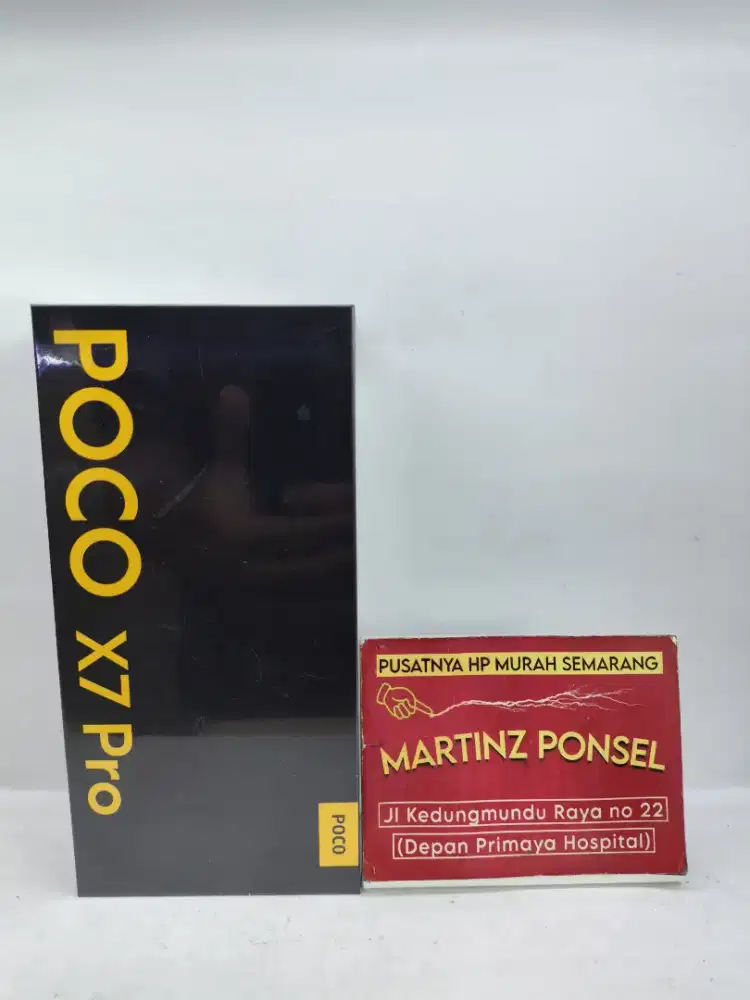 POCO X7 Pro
POCO
PUSATNYA HP MURAH SEMARANG
MARTINZ PONSEL
Jl Kedungmundu Raya no 22
(Depan Primaya Hospital)